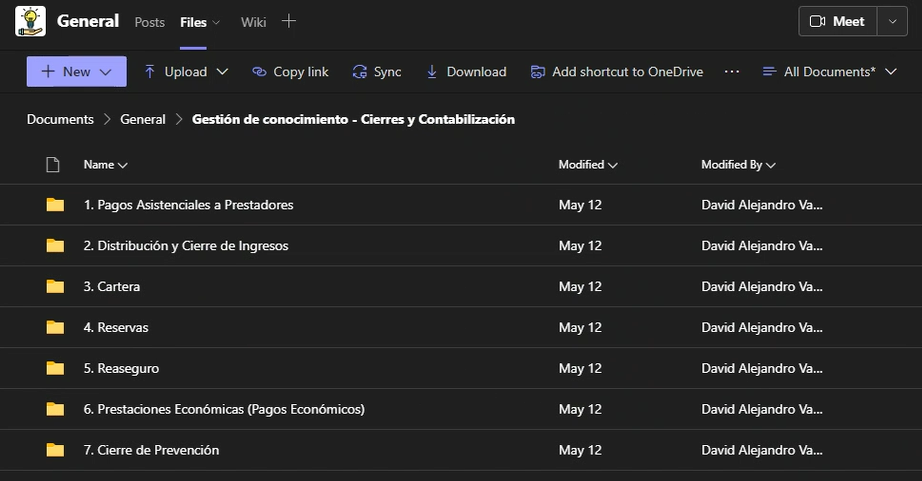 General Posts Files Wiki Meet
New Upload Copy link Sync Download Add shortcut to OneDrive ... All Documents*
Documents > General > Gestión de conocimiento - Cierres y Contabilización
Name Modified Modified By
1. Pagos Asistenciales a Prestadores May 12 David Alejandro Va...
2. Distribución y Cierre de Ingresos May 12 David Alejandro Va...
3. Cartera May 12 David Alejandro Va...
4. Reservas May 12 David Alejandro Va...
5. Reaseguro May 12 David Alejandro Va...
6. Prestaciones Económicas (Pagos Económicos) May 12 David Alejandro Va...
7. Cierre de Prevención May 12 David Alejandro Va...